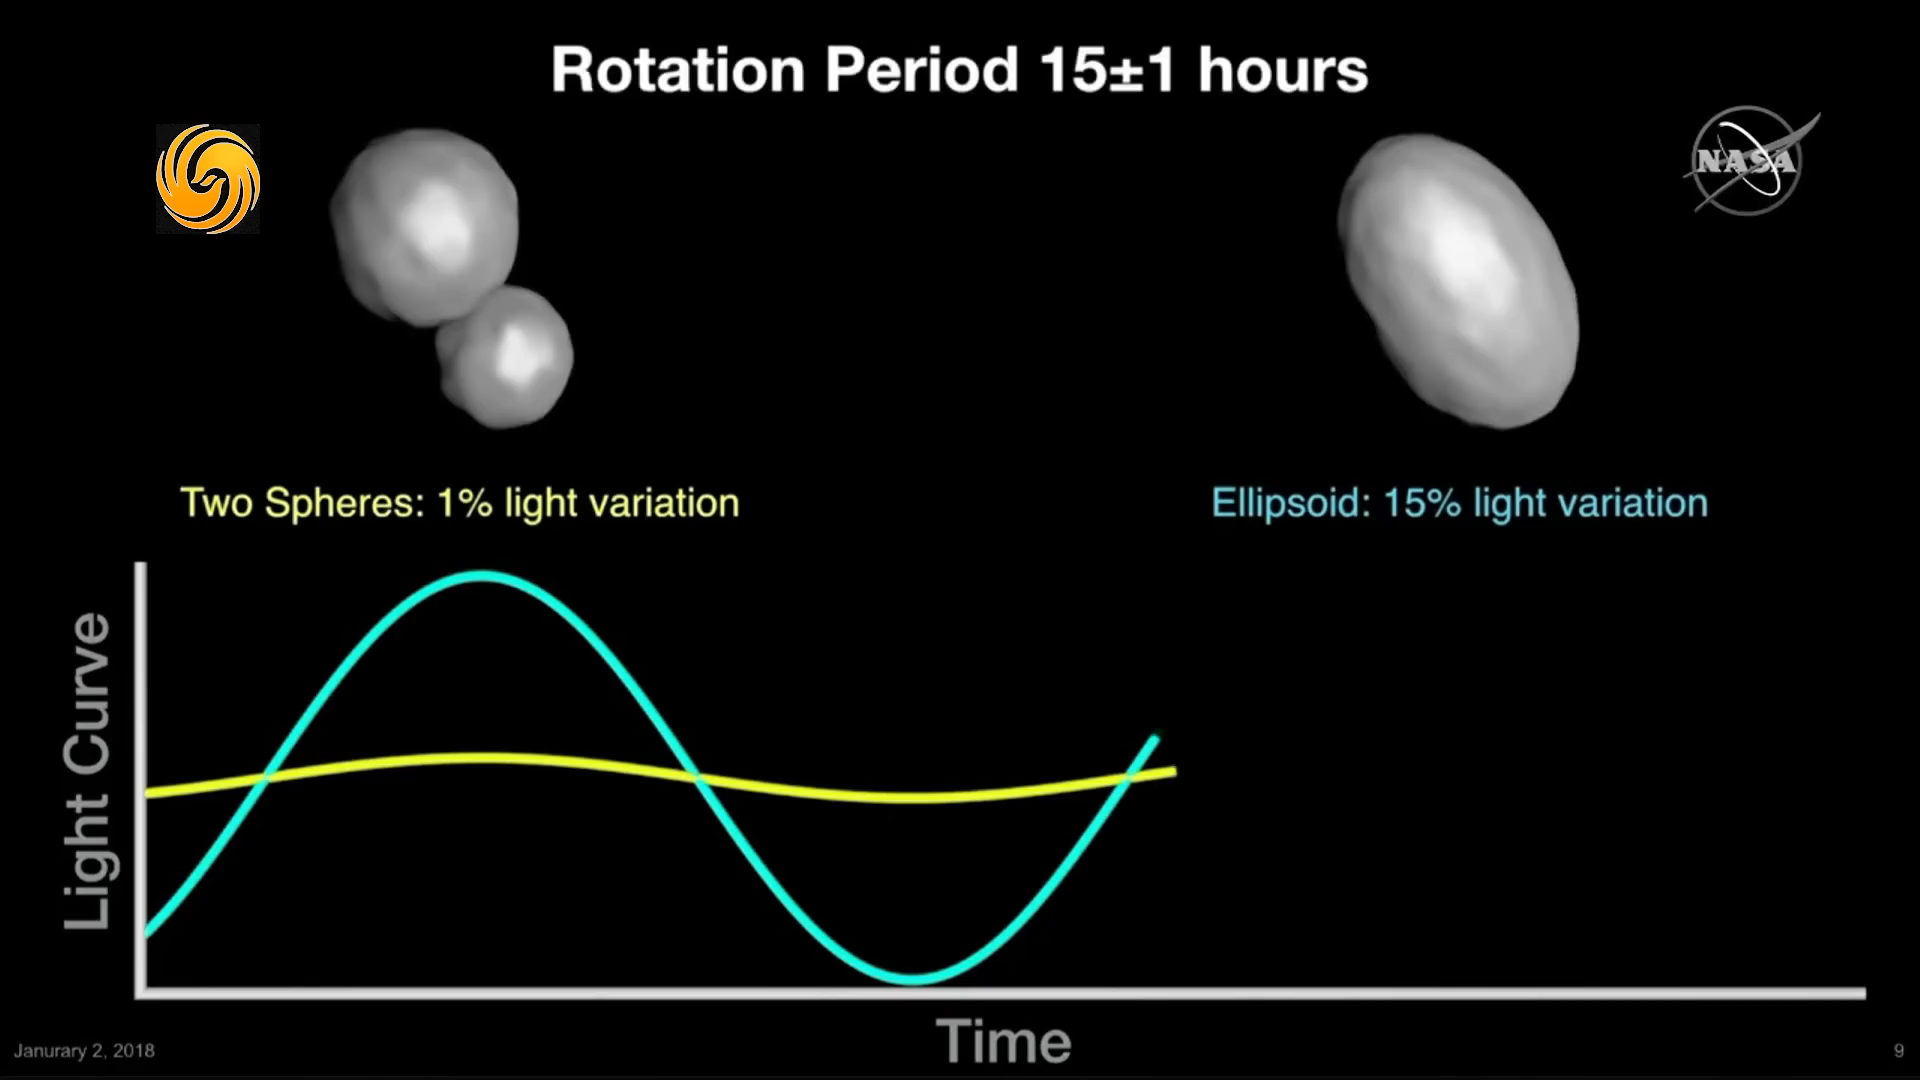 Rotation Period 15±1 hours
NASA
Two Spheres: 1% light variation
Ellipsoid: 15% light variation
Light Curve
Time
Janurary 2, 2018
9